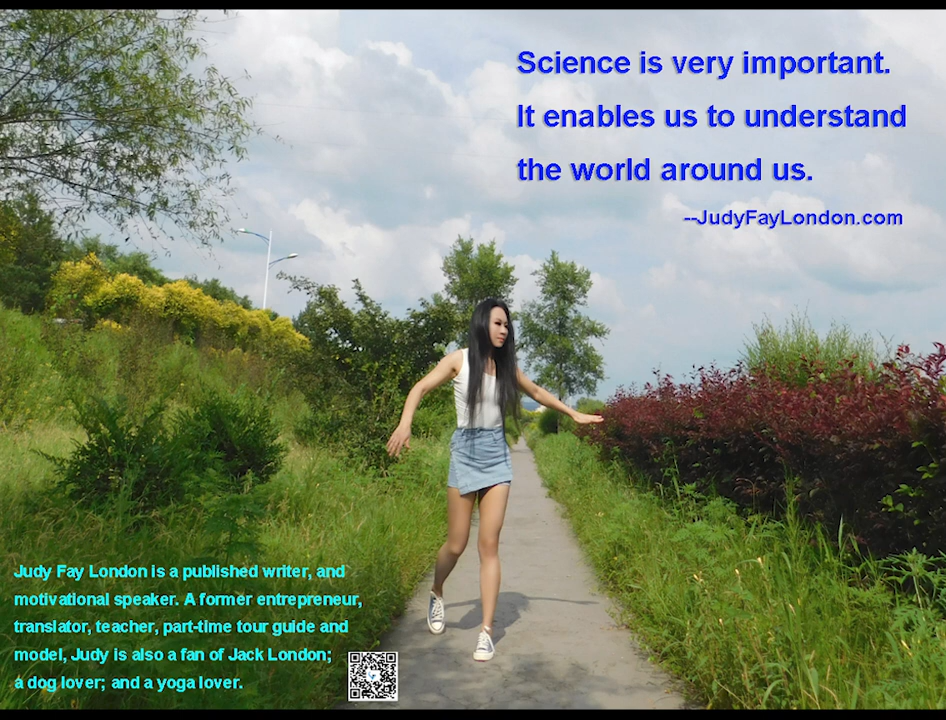 Science is very important.
It enables us to understand
the world around us.
--JudyFayLondon.com
Judy Fay London is a published writer, and
motivational speaker. A former entrepreneur,
translator, teacher, part-time tour guide and
model, Judy is also a fan of Jack London;
a dog lover; and a yoga lover.